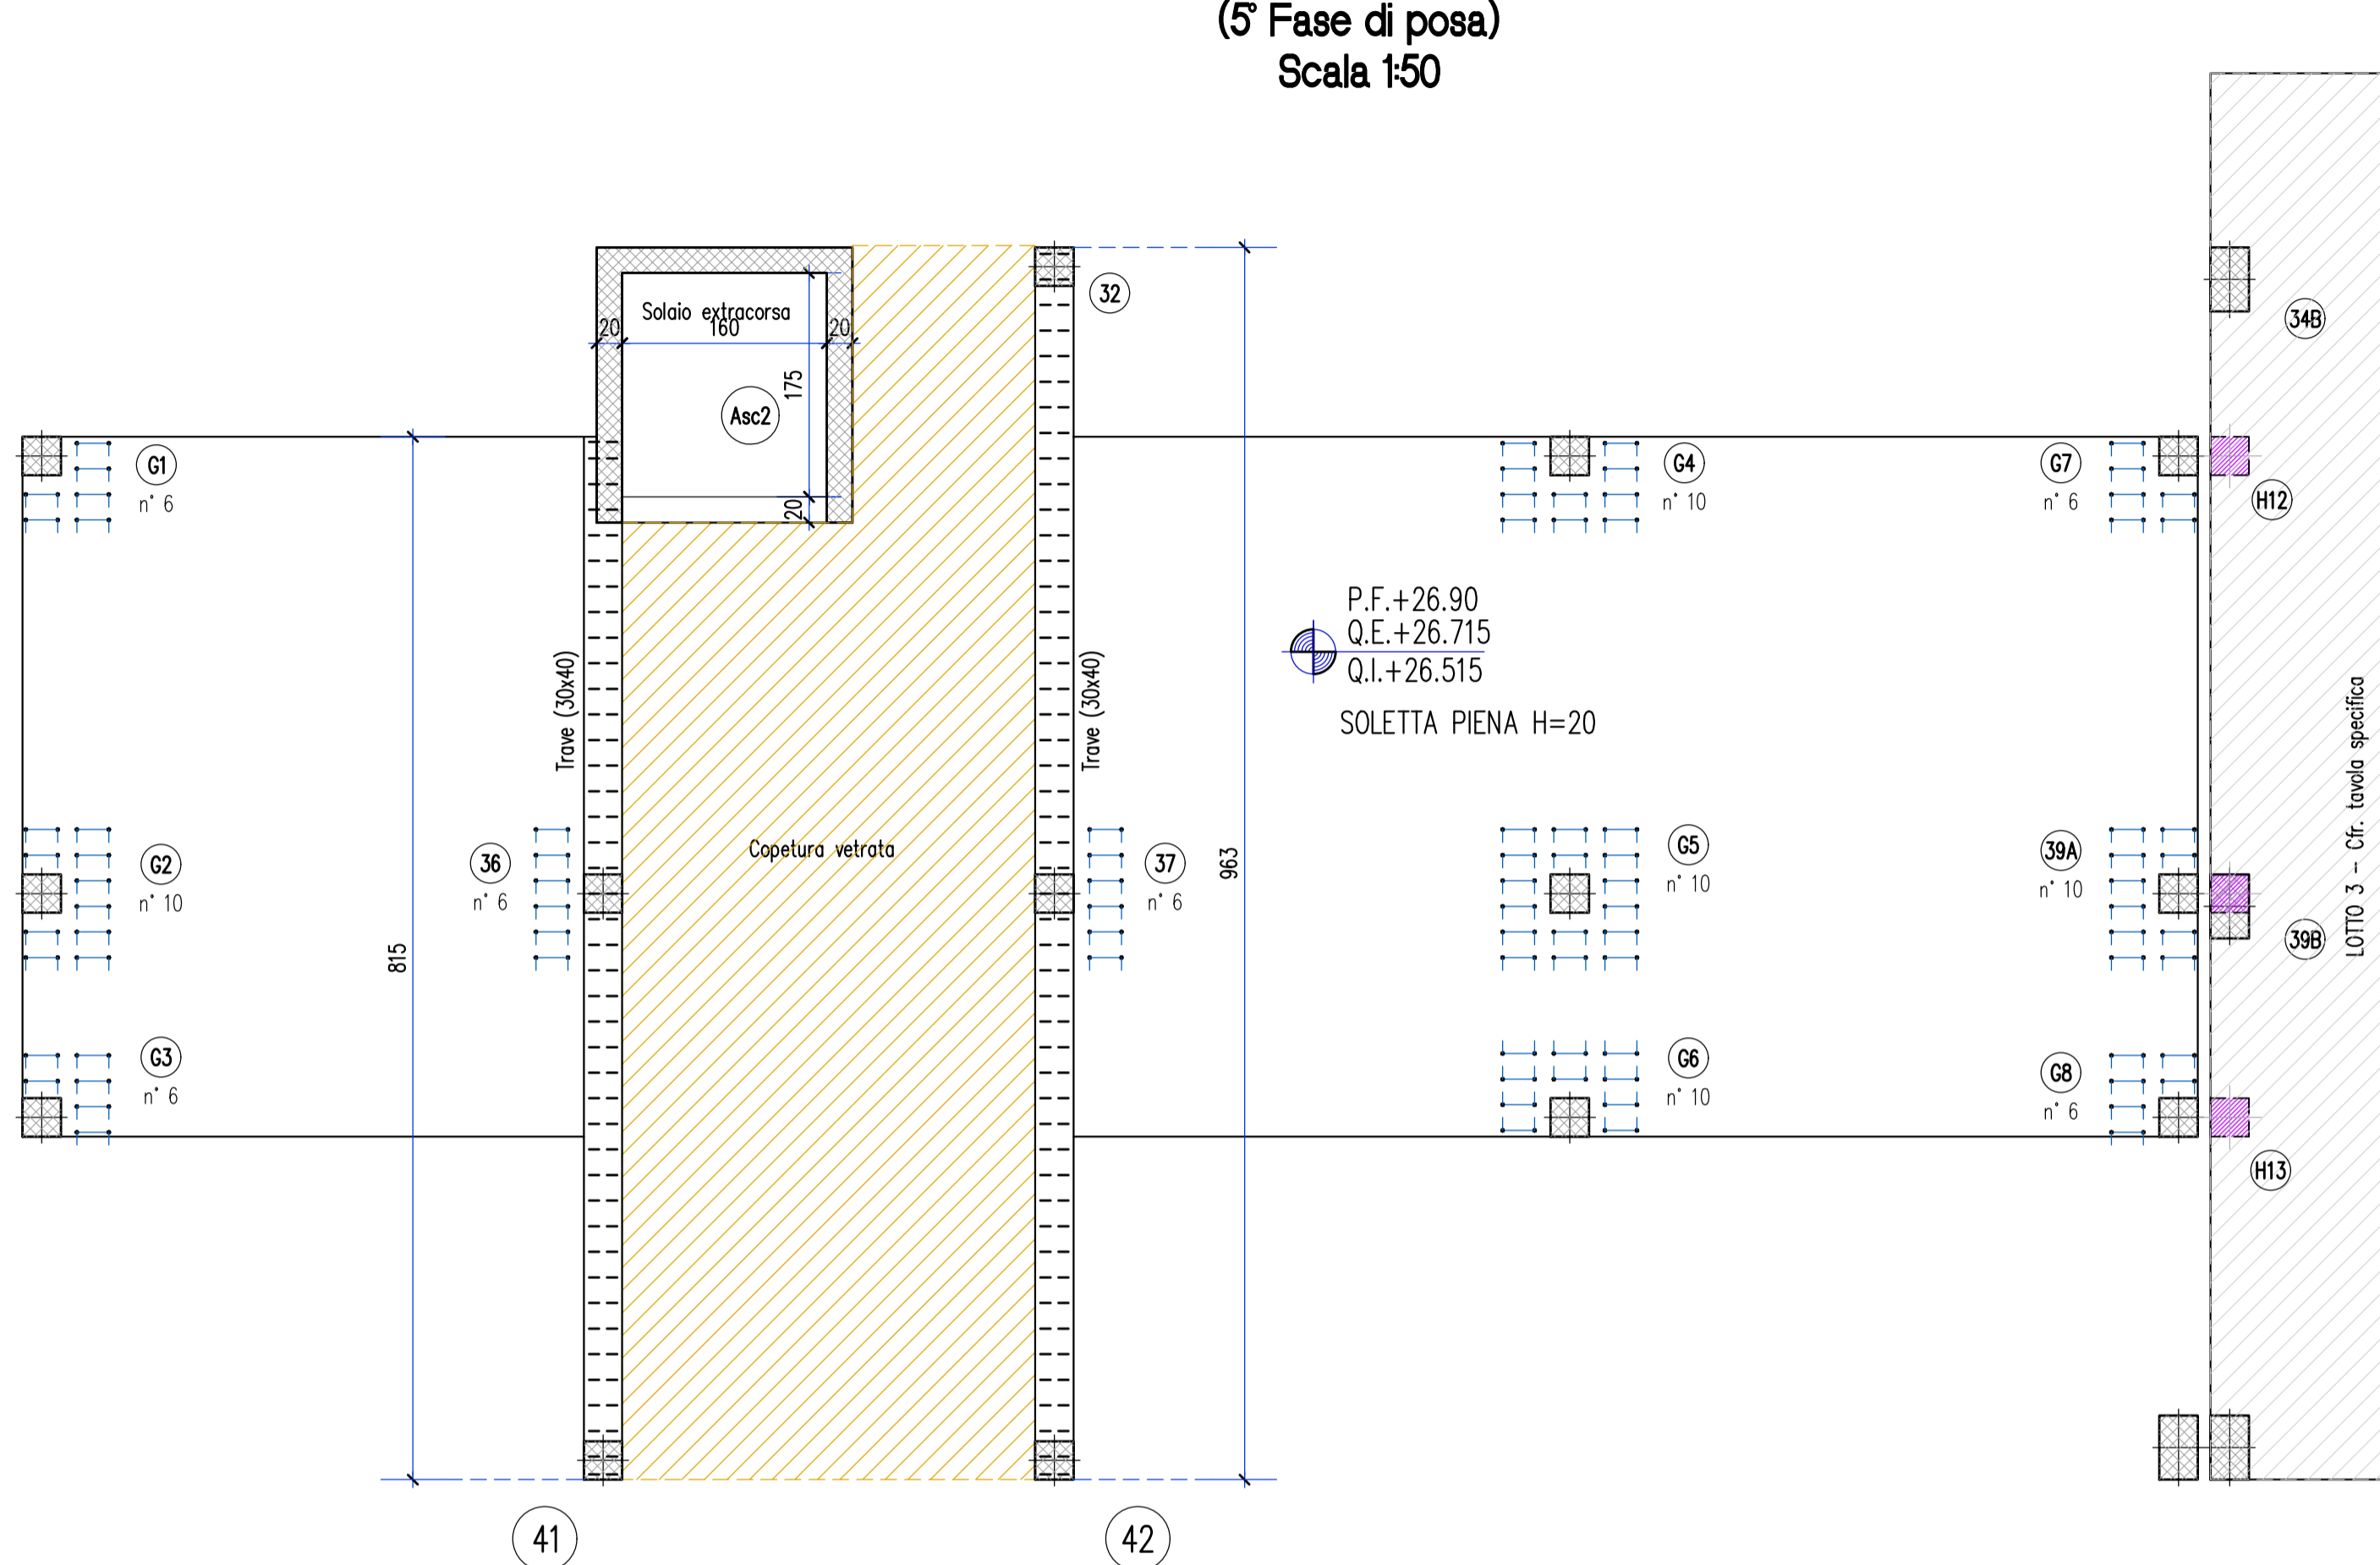 (5° Fase di posa)
Scala 1:50
32
34B
Solaio extracorsa
20
160
20
175
Asc2
20
G1
n° 6
G4
n° 10
G7
n° 6
H12
P.F.+26.90
Q.E.+26.715
Q.I.+26.515
SOLETTA PIENA H=20
Trave (30x40)
Trave (30x40)
LOTTO 3 - Cfr. tavola specifica
Copetura vetrata
G2
n° 10
36
n° 6
37
n° 6
963
G5
n° 10
39A
n° 10
39B
815
G3
n° 6
G6
n° 10
G8
n° 6
H13
41
42